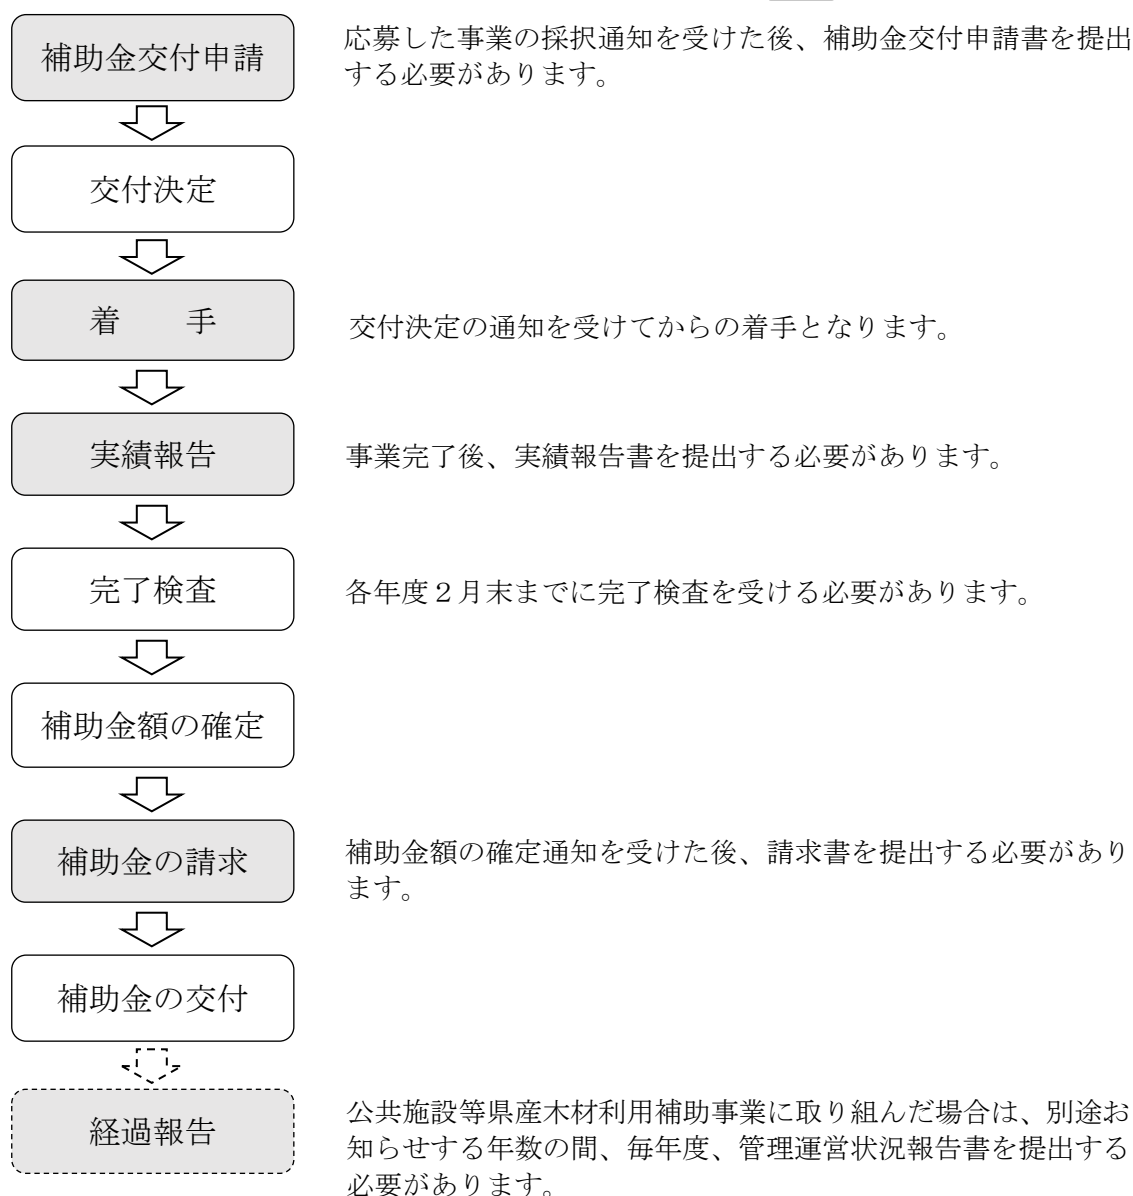 補助金交付申請
応募した事業の採択通知を受けた後、補助金交付申請書を提出
する必要があります。
交付決定
着　　手
交付決定の通知を受けてからの着手となります。
実績報告
事業完了後、実績報告書を提出する必要があります。
完了検査
各年度２月末までに完了検査を受ける必要があります。
補助金額の確定
補助金の請求
補助金額の確定通知を受けた後、請求書を提出する必要があり
ます。
補助金の交付
経過報告
公共施設等県産木材利用補助事業に取り組んだ場合は、別途お
知らせする年数の間、毎年度、管理運営状況報告書を提出する
必要があります。